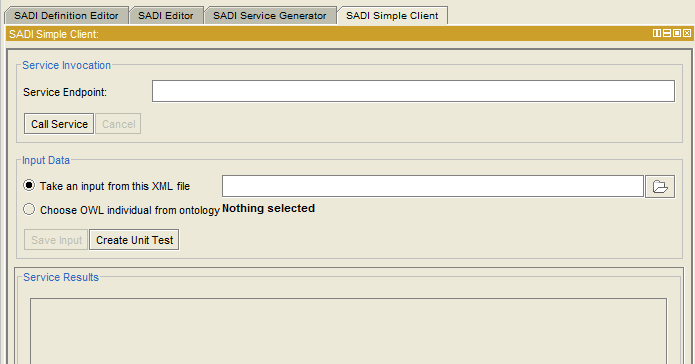 SADI Definition Editor SADI Editor SADI Service Generator SADI Simple Client
SADI Simple Client:
Service Invocation
Service Endpoint:
Call Service Cancel
Input Data
Take an input from this XML file
Choose OWL individual from ontology Nothing selected
Save Input Create Unit Test
Service Results